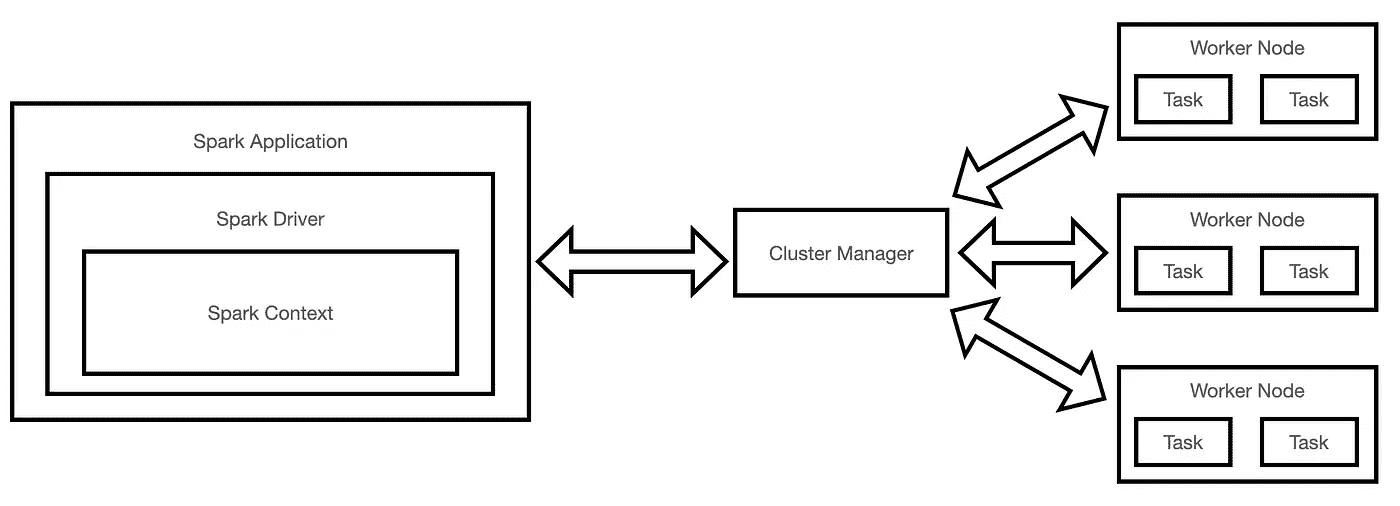 Spark Application
Spark Driver
Spark Context
Cluster Manager
Worker Node
Task Task
Worker Node
Task Task
Worker Node
Task Task